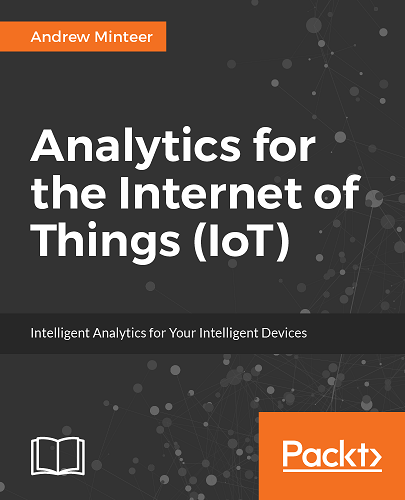 Andrew Minteer
Analytics for
the Internet of
Things (IoT)
Intelligent Analytics for Your Intelligent Devices
Packt>